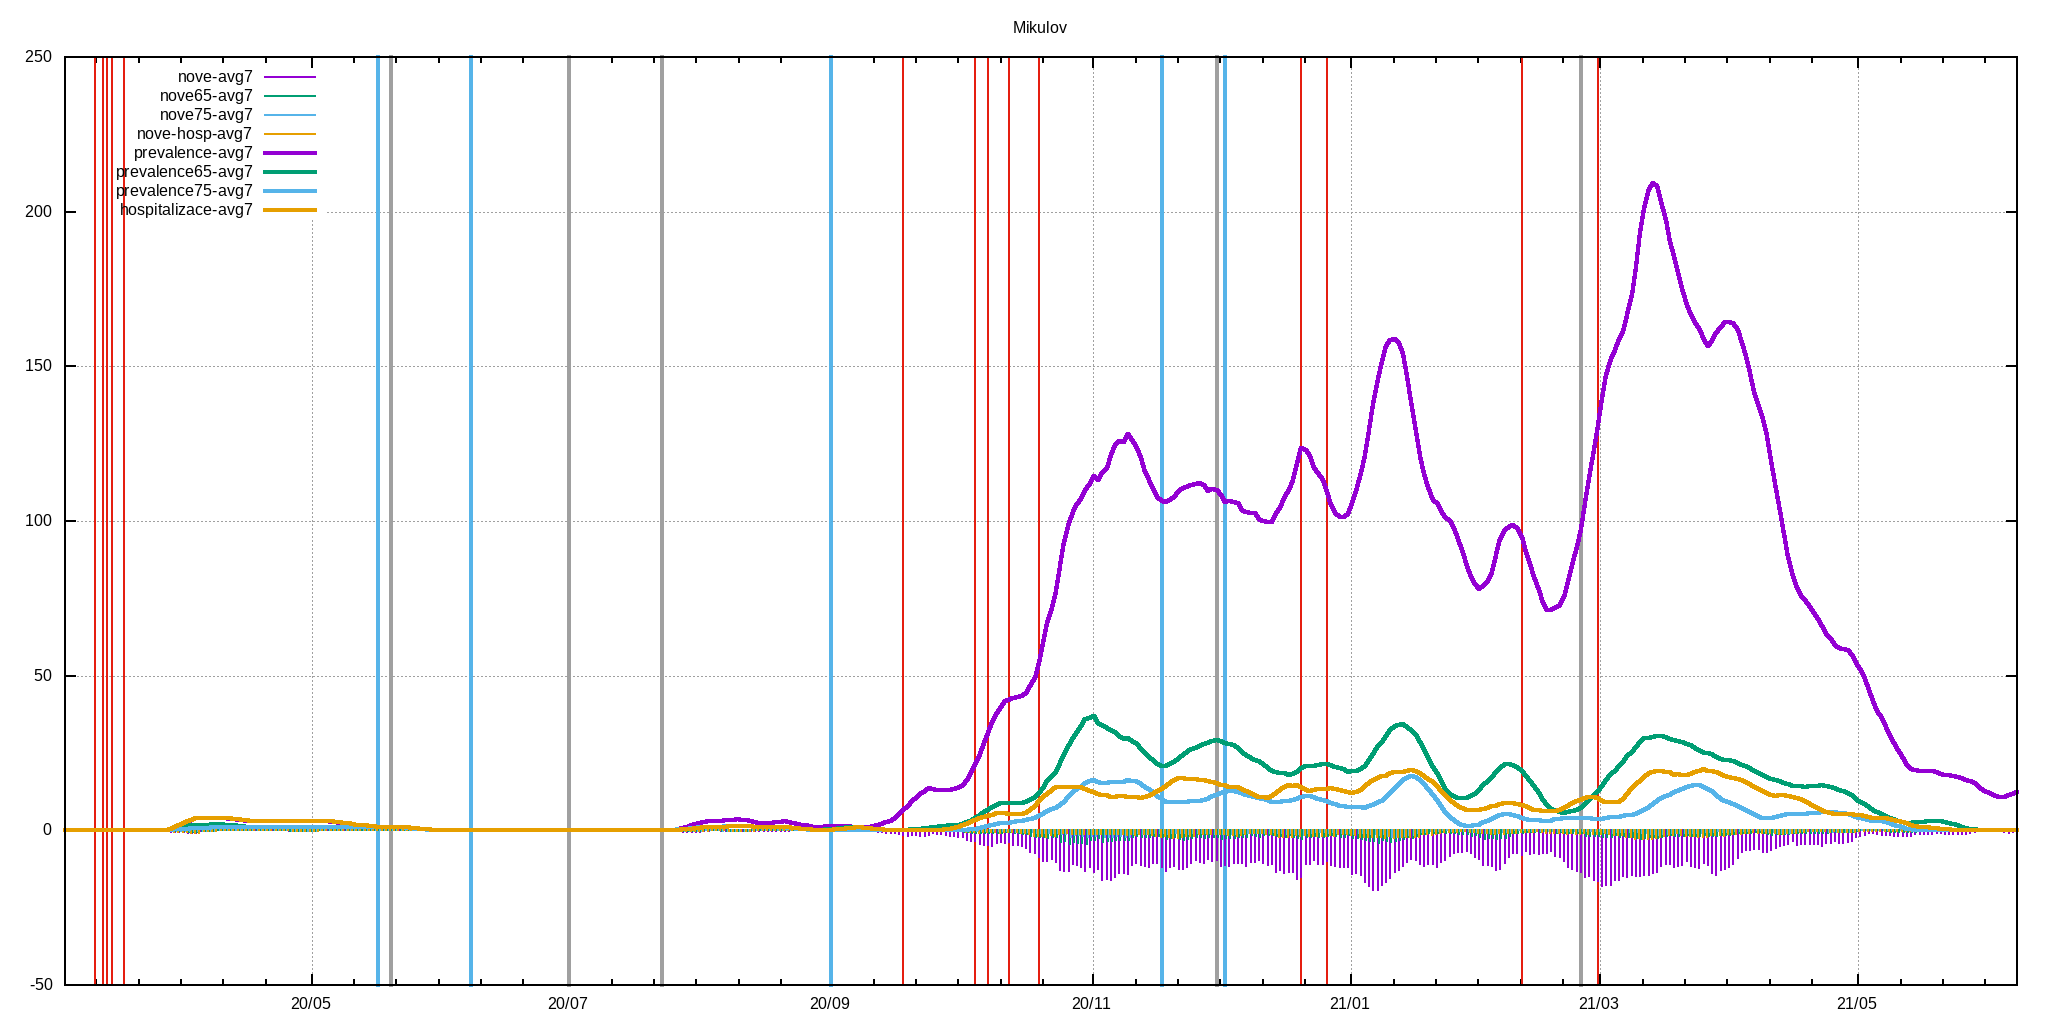 Mikulov
250
200
150
100
50
0
-50
nove-avg7
nove65-avg7
nove75-avg7
nove-hosp-avg7
prevalence-avg7
prevalence65-avg7
prevalence75-avg7
hospitalizace-avg7
20/05
20/07
20/09
20/11
21/01
21/03
21/05